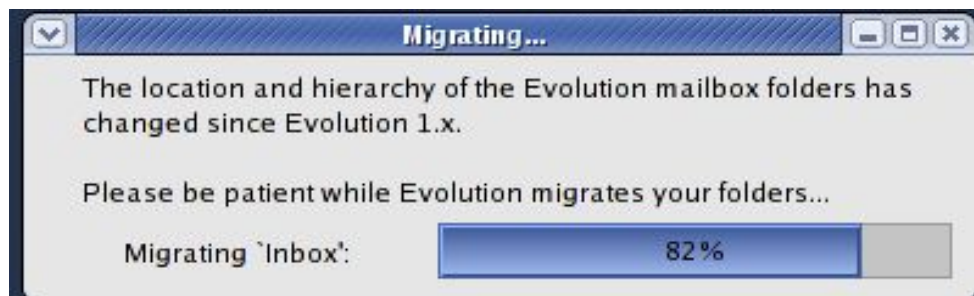 Migrating...
The location and hierarchy of the Evolution mailbox folders has
changed since Evolution 1.x.
Please be patient while Evolution migrates your folders...
Migrating `Inbox':
82%